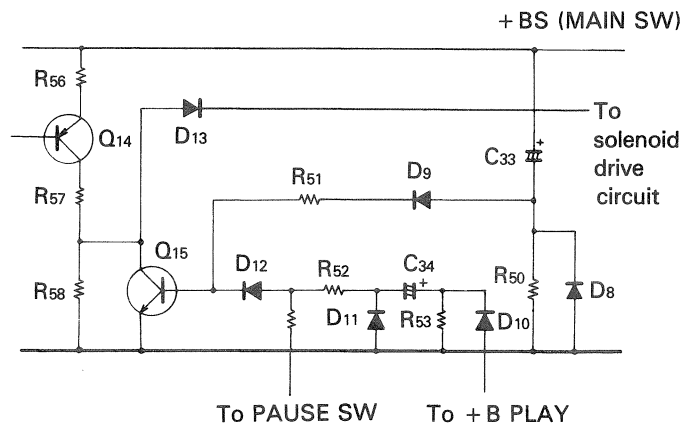 +BS (MAIN SW)
R56
Q14
D13
To
solenoid
drive
circuit
C33
+
D9
R51
R57
Q15
D12
R52
C34
+
R50
D8
R58
D11
R53
D10
To PAUSE SW
To +B PLAY